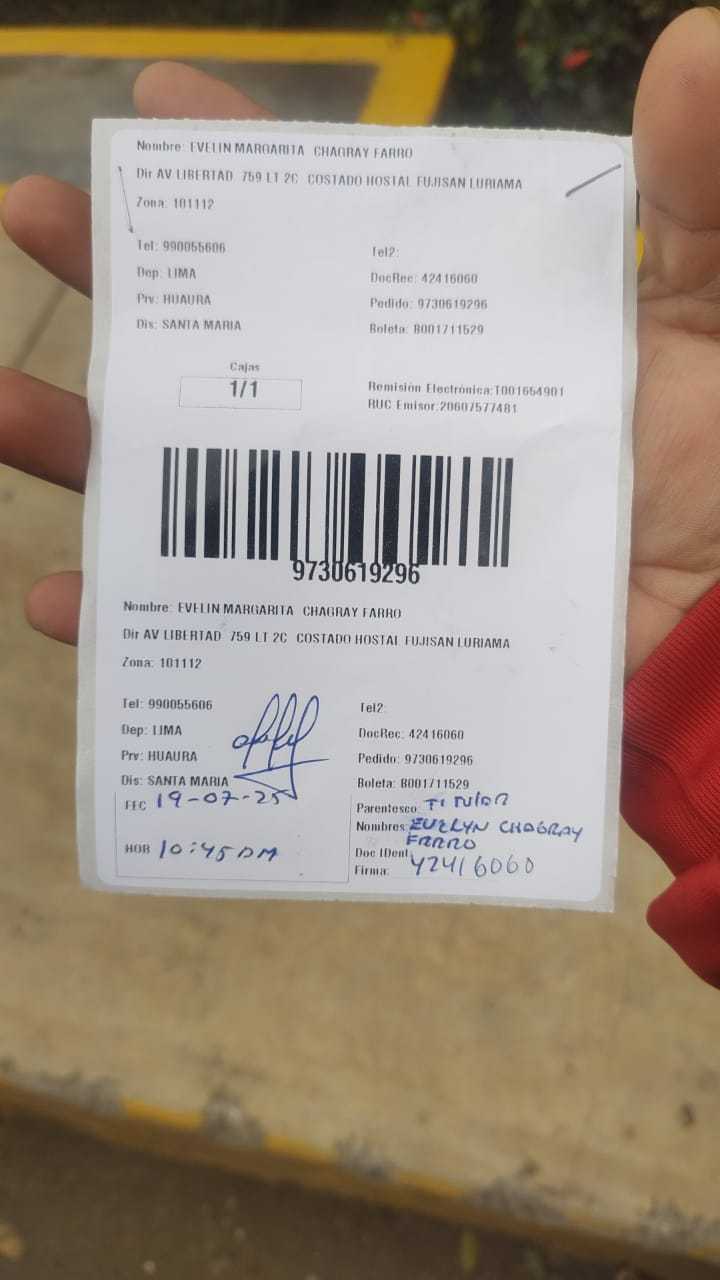 Nombre: EVELIN MARGARITA CHAGRAY FARRO
Dir AV LIBERTAD 759 LT 2C COSTADO HOSTAL FUJISAN LURIAMA
Zona: 101112
Tel: 990055606 Tel2:
Dep: LIMA DocRec: 42416060
Prv: HUAURA Pedido: 9730619296
Dis: SANTA MARIA Boleta: B001711529
Cajas
1/1
Remisión Electrónica:T001654901
RUC Emisor:20607577481
9730619296
Nombre: EVELIN MARGARITA CHAGRAY FARRO
Dir AV LIBERTAD 759 LT 2C COSTADO HOSTAL FUJISAN LURIAMA
Zona: 101112
Tel: 990055606 Tel2:
Dep: LIMA DocRec: 42416060
Prv: HUAURA Pedido: 9730619296
Dis: SANTA MARIA Boleta: B001711529
FEC 19-07-25 Parentesco:
Nombres: EVELYN CHAGRAY
FARRO
HOR 10:45 AM Doc IDent:
Firma: 42416060